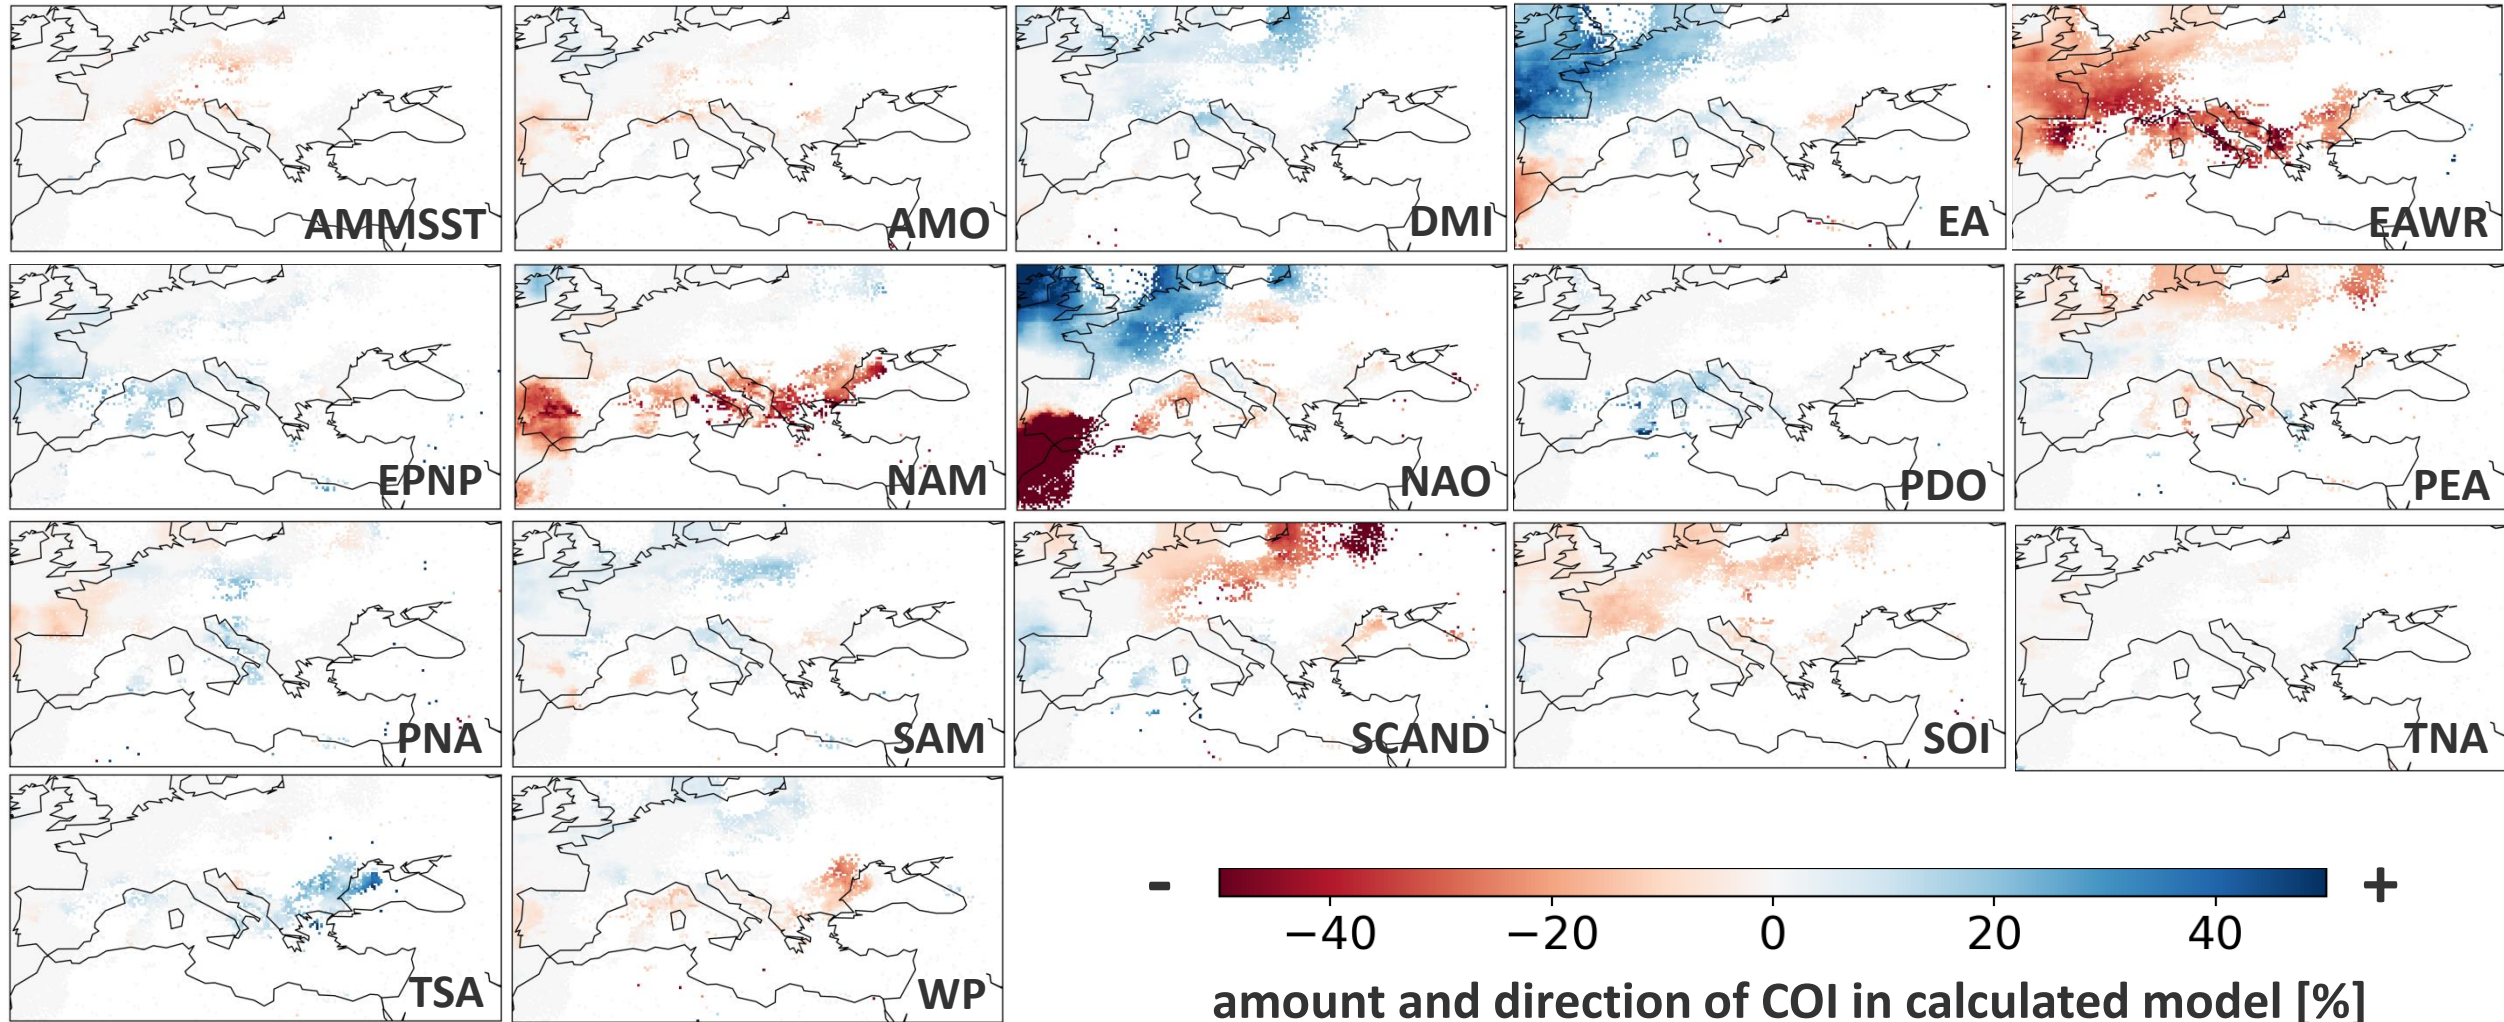 AMMSST
AMO
DMI
EA
EAWR
EPNP
NAM
NAO
PDO
PEA
PNA
SAM
SCAND
SOI
TNA
TSA
WP
- +
−40 −20 0 20 40
amount and direction of COI in calculated model [%]